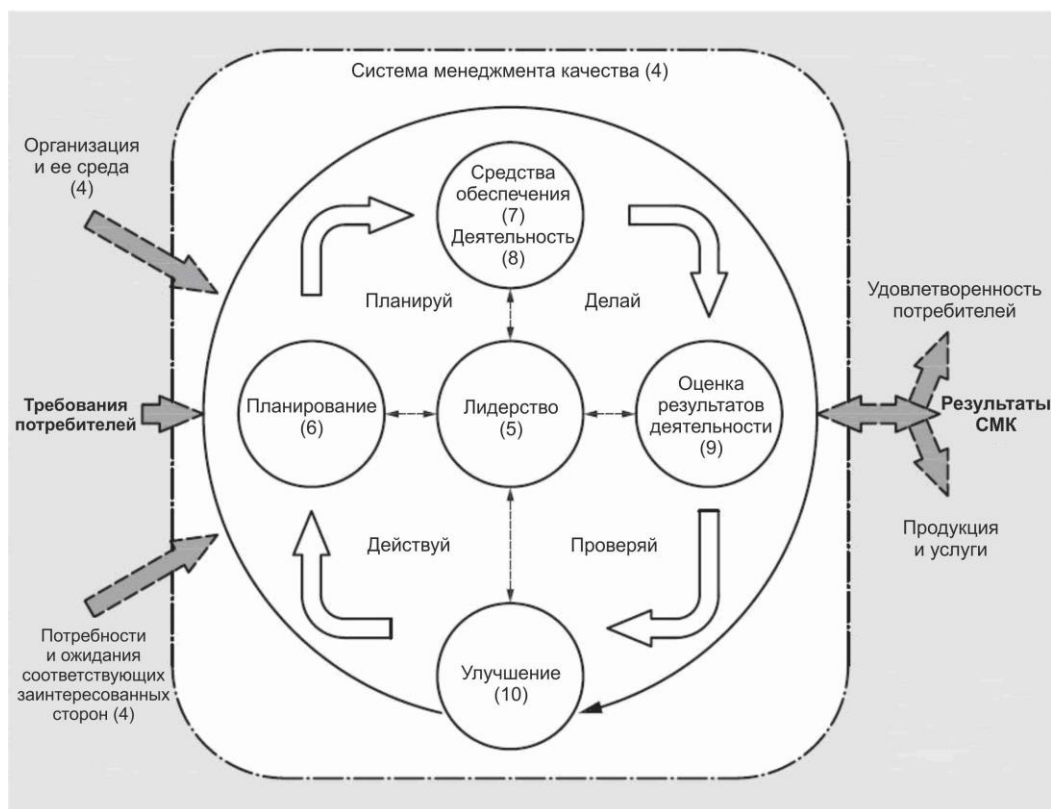 Система менеджмента качества (4)
Организация
и ее среда
(4)
Средства
обеспечения
(7)
Деятельность
(8)
Планируй
Делай
Удовлетворенность
потребителей
Требования
потребителей
Планирование
(6)
Лидерство
(5)
Оценка
результатов
деятельности
(9)
Результаты
СМК
Действуй
Проверяй
Продукция
и услуги
Потребности
и ожидания
соответствующих
заинтересованных
сторон (4)
Улучшение
(10)